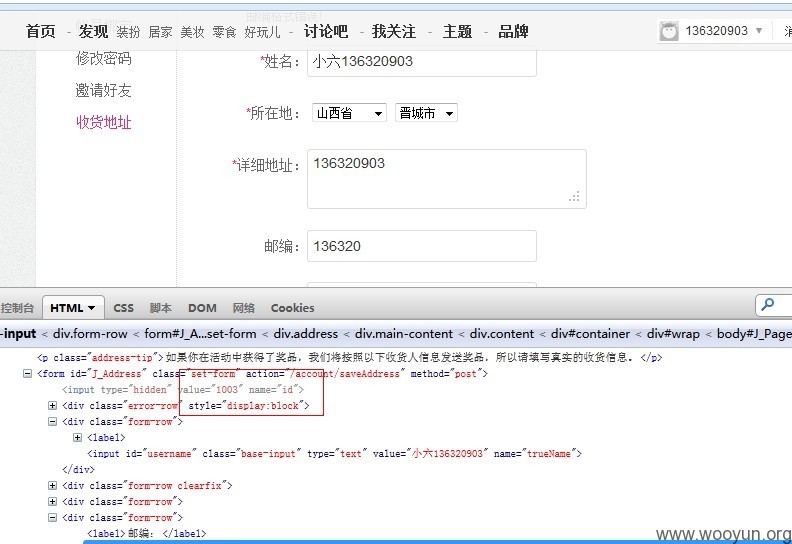 首页 - 发现 装扮 居家 美妆 零食 好玩儿 - 讨论吧 - 我关注 - 主题 - 品牌 136320903 ▼
修改密码
邀请好友
收货地址
*姓名: 小六136320903
*所在地: 山西省 晋城市
*详细地址: 136320903
邮编: 136320
控制台 HTML CSS 脚本 DOM 网络 Cookies
-input < div.form-row < form#J_A...set-form < div.address < div.main-content < div.content < div#container < div#wrap < body#J_Page
<p class="address-tip">如果你在活动中获得了奖品，我们将按照以下收货人信息发送奖品，所以请填写真实的收货信息。</p>
<form id="J_Address" class="set-form" action="/account/saveAddress" method="post">
<input type="hidden" value="1003" name="id">
<div class="error-row" style="display:block">
<div class="form-row">
<label>
<input id="username" class="base-input" type="text" value="小六136320903" name="trueName">
</div>
<div class="form-row clearfix">
<div class="form-row">
<div class="form-row">
<label>邮编：</label>
www.wooyun.org